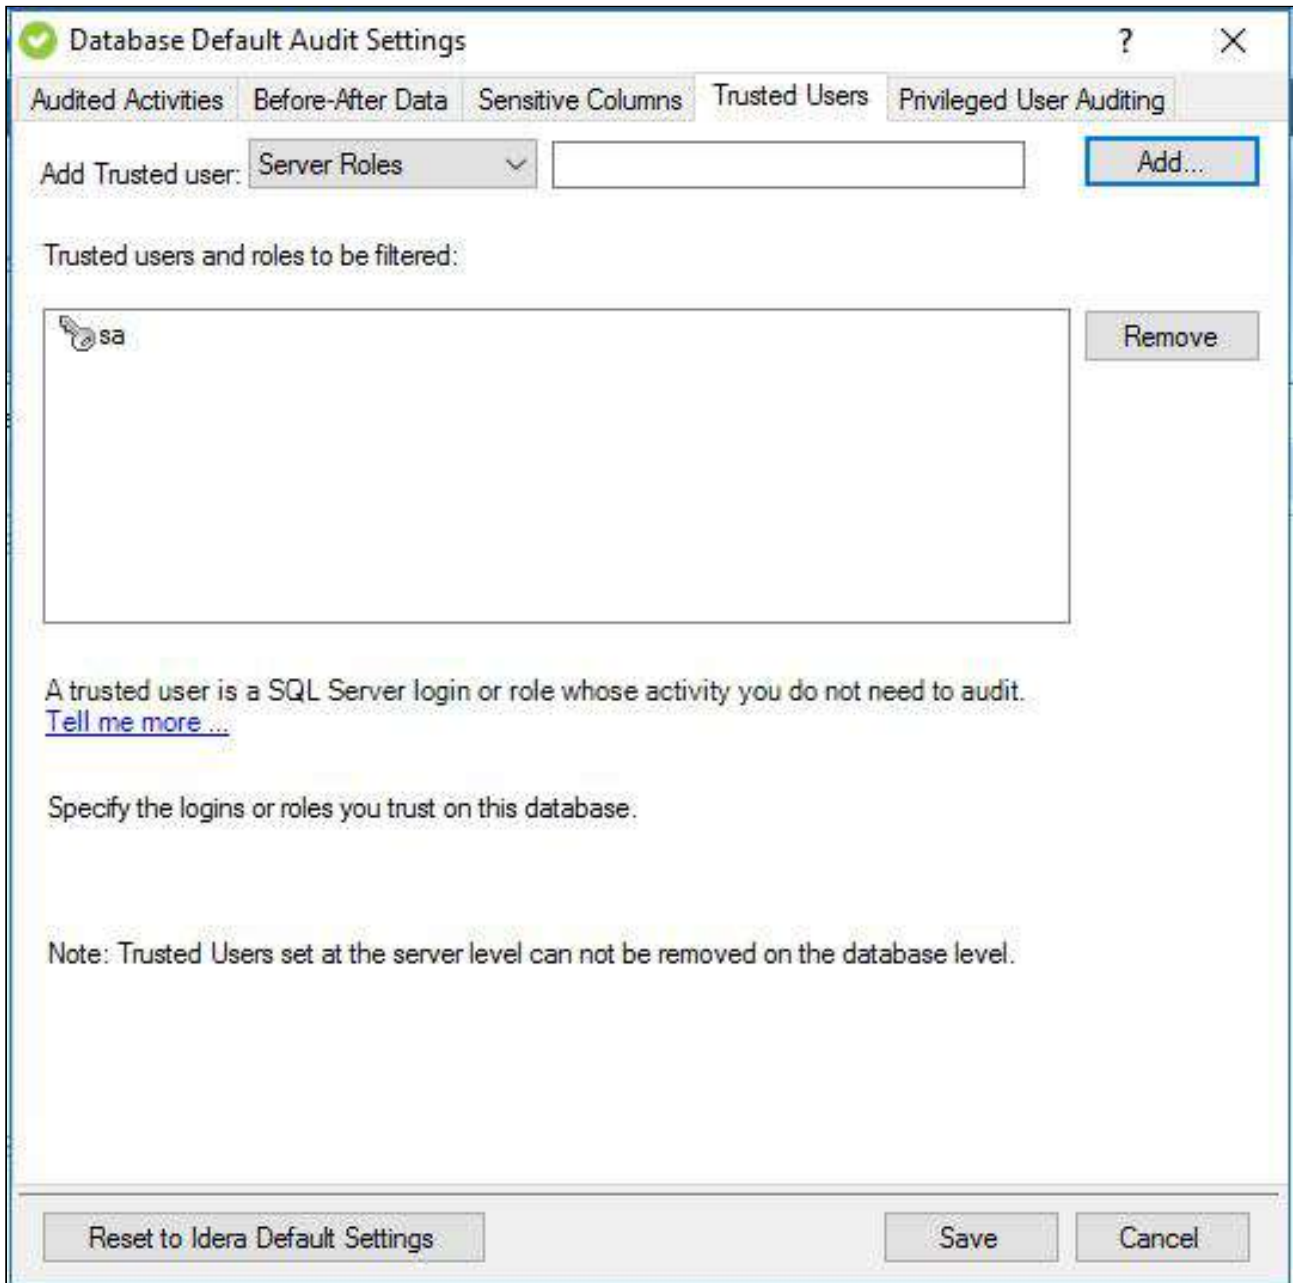 Database Default Audit Settings ?
Audited Activities Before-After Data Sensitive Columns Trusted Users Privileged User Auditing
Add Trusted user: Server Roles Add...
Trusted users and roles to be filtered:
sa
Remove
A trusted user is a SQL Server login or role whose activity you do not need to audit.
Tell me more ...
Specify the logins or roles you trust on this database.
Note: Trusted Users set at the server level can not be removed on the database level.
Reset to Idera Default Settings Save Cancel